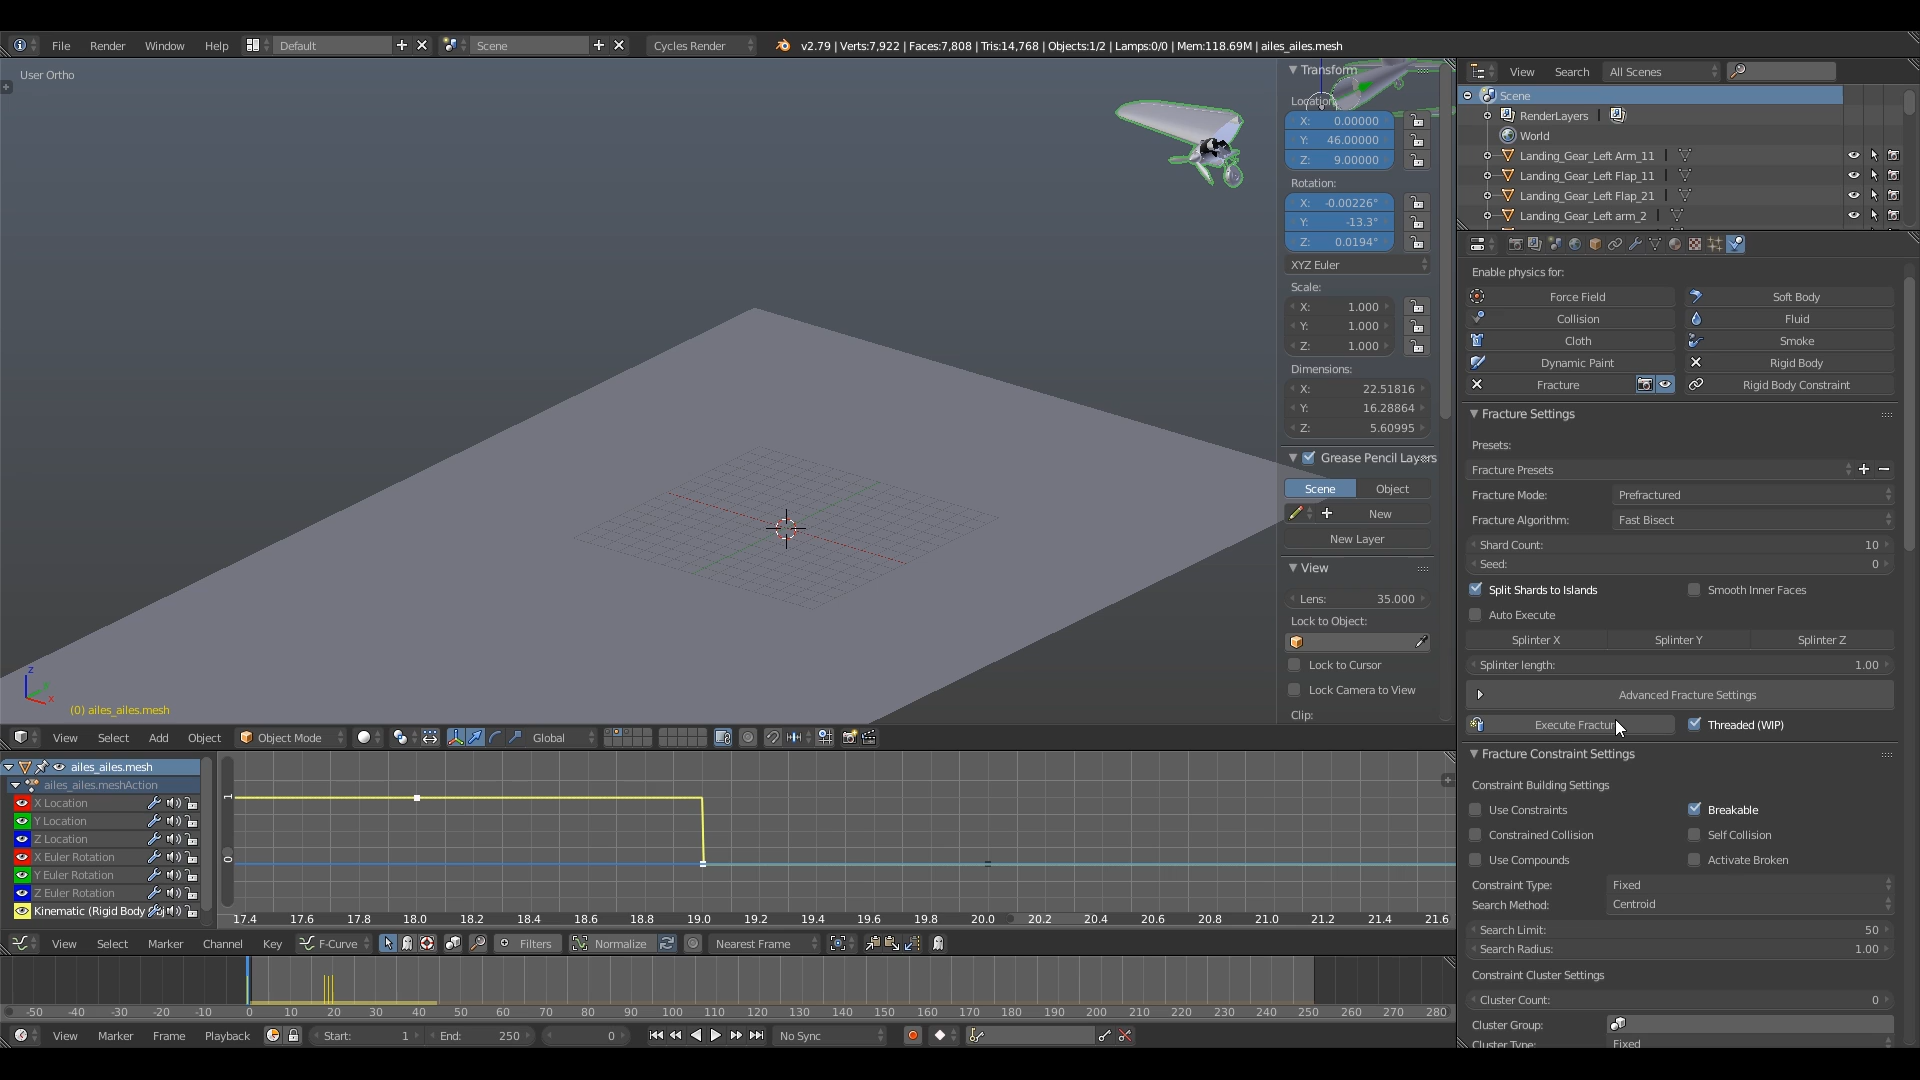 File Render Window Help Default Scene Cycles Render v2.79 | Verts:7,922 | Faces:7,808 | Tris:14,768 | Objects:1/2 | Lamps:0/0 | Mem:118.69M | ailes_ailes.mesh
User Ortho
(0) ailes_ailes.mesh
Transform
Location:
X: 0.00000
Y: 46.00000
Z: 9.00000
Rotation:
X: -0.00226°
Y: -13.3°
Z: 0.0194°
XYZ Euler
Scale:
X: 1.000
Y: 1.000
Z: 1.000
Dimensions:
X: 22.51816
Y: 16.28864
Z: 5.60995
Grease Pencil Layers
Scene Object
New
New Layer
View
Lens: 35.000
Lock to Object:
Lock to Cursor
Lock Camera to View
Clip:
View Select Add Object Object Mode Global
View Search All Scenes
Scene
RenderLayers
World
Landing_Gear_Left Arm_11
Landing_Gear_Left Flap_11
Landing_Gear_Left Flap_21
Landing_Gear_Left arm_2
Enable physics for:
Force Field Soft Body
Collision Fluid
Cloth Smoke
Dynamic Paint Rigid Body
Fracture Rigid Body Constraint
Fracture Settings
Presets:
Fracture Presets
Fracture Mode: Prefractured
Fracture Algorithm: Fast Bisect
Shard Count: 10
Seed: 0
Split Shards to Islands Smooth Inner Faces
Auto Execute
Splinter X Splinter Y Splinter Z
Splinter length: 1.00
Advanced Fracture Settings
Execute Fractur Threaded (WIP)
Fracture Constraint Settings
Constraint Building Settings
Use Constraints Breakable
Constrained Collision Self Collision
Use Compounds Activate Broken
Constraint Type: Fixed
Search Method: Centroid
Search Limit: 50
Search Radius: 1.00
Constraint Cluster Settings
Cluster Count: 0
Cluster Group:
Cluster Type: Fixed
ailes_ailes.mesh
ailes_ailes.meshAction
X Location
Y Location
Z Location
X Euler Rotation
Y Euler Rotation
Z Euler Rotation
Kinematic (Rigid Body
1
0
17.4 17.6 17.8 18.0 18.2 18.4 18.6 18.8 19.0 19.2 19.4 19.6 19.8 20.0 20.2 20.4 20.6 20.8 21.0 21.2 21.4 21.6
View Select Marker Channel Key F-Curve Filters Normalize Nearest Frame
-50 -40 -30 -20 -10 0 10 20 30 40 50 60 70 80 90 100 110 120 130 140 150 160 170 180 190 200 210 220 230 240 250 260 270 280
View Marker Frame Playback Start: 1 End: 250 0 No Sync